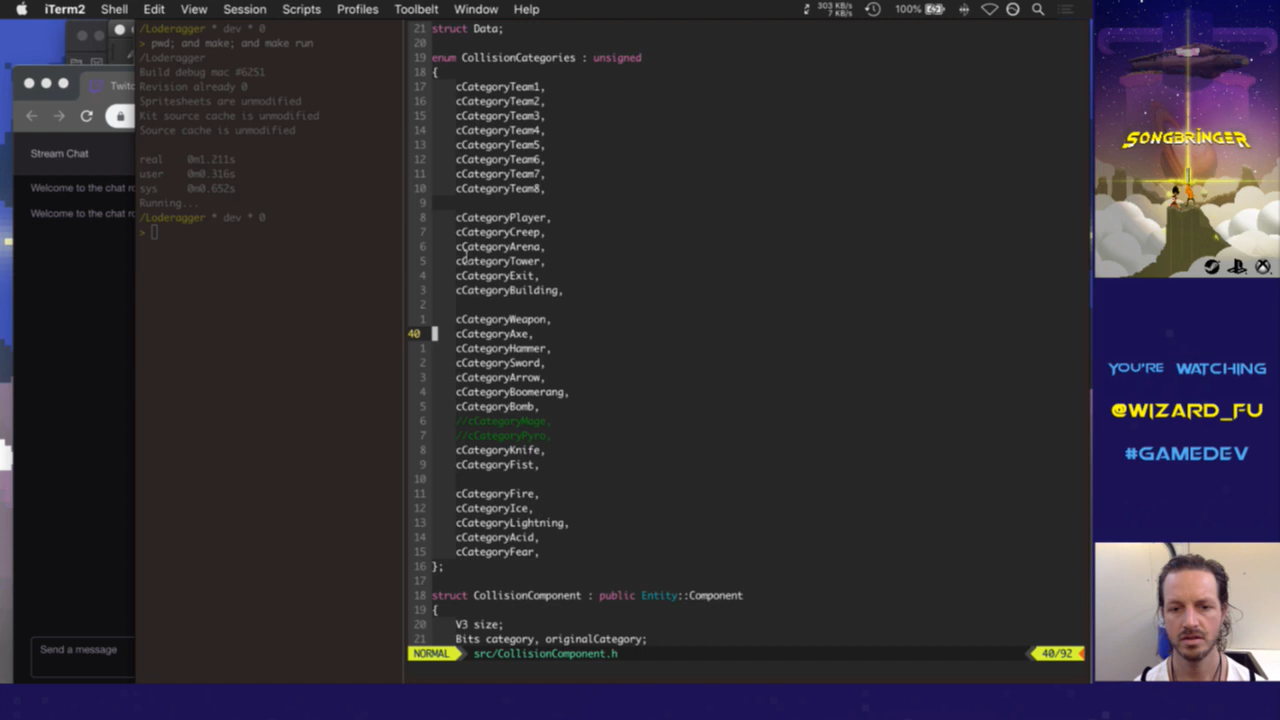 iTerm2 Shell Edit View Session Scripts Profiles Toolbelt Window Help 303 KB/s 7 KB/s 100%
Twitc
Stream Chat
Welcome to the chat ro
Welcome to the chat ro
Send a message
/Loderagger * dev * 0
> pwd; and make; and make run
/Loderagger
Build debug mac #6251
Revision already 0
Spritesheets are unmodified
Kit source cache is unmodified
Source cache is unmodified
real 0m1.211s
user 0m0.316s
sys 0m0.652s
Running...
/Loderagger * dev * 0
>
21 struct Data;
20
19 enum CollisionCategories : unsigned
18 {
17 cCategoryTeam1,
16 cCategoryTeam2,
15 cCategoryTeam3,
14 cCategoryTeam4,
13 cCategoryTeam5,
12 cCategoryTeam6,
11 cCategoryTeam7,
10 cCategoryTeam8,
9
8 cCategoryPlayer,
7 cCategoryCreep,
6 cCategoryArena,
5 cCategoryTower,
4 cCategoryExit,
3 cCategoryBuilding,
2
1 cCategoryWeapon,
40 cCategoryAxe,
1 cCategoryHammer,
2 cCategorySword,
3 cCategoryArrow,
4 cCategoryBoomerang,
5 cCategoryBomb,
6 //cCategoryMage,
7 //cCategoryPyro,
8 cCategoryKnife,
9 cCategoryFist,
10
11 cCategoryFire,
12 cCategoryIce,
13 cCategoryLightning,
14 cCategoryAcid,
15 cCategoryFear,
16 };
17
18 struct CollisionComponent : public Entity::Component
19 {
20 V3 size;
21 Bits category, originalCategory;
NORMAL src/CollisionComponent.h 40/92
SONGBRINGER
YOU'RE WATCHING
@WIZARD_FU
#GAMEDEV